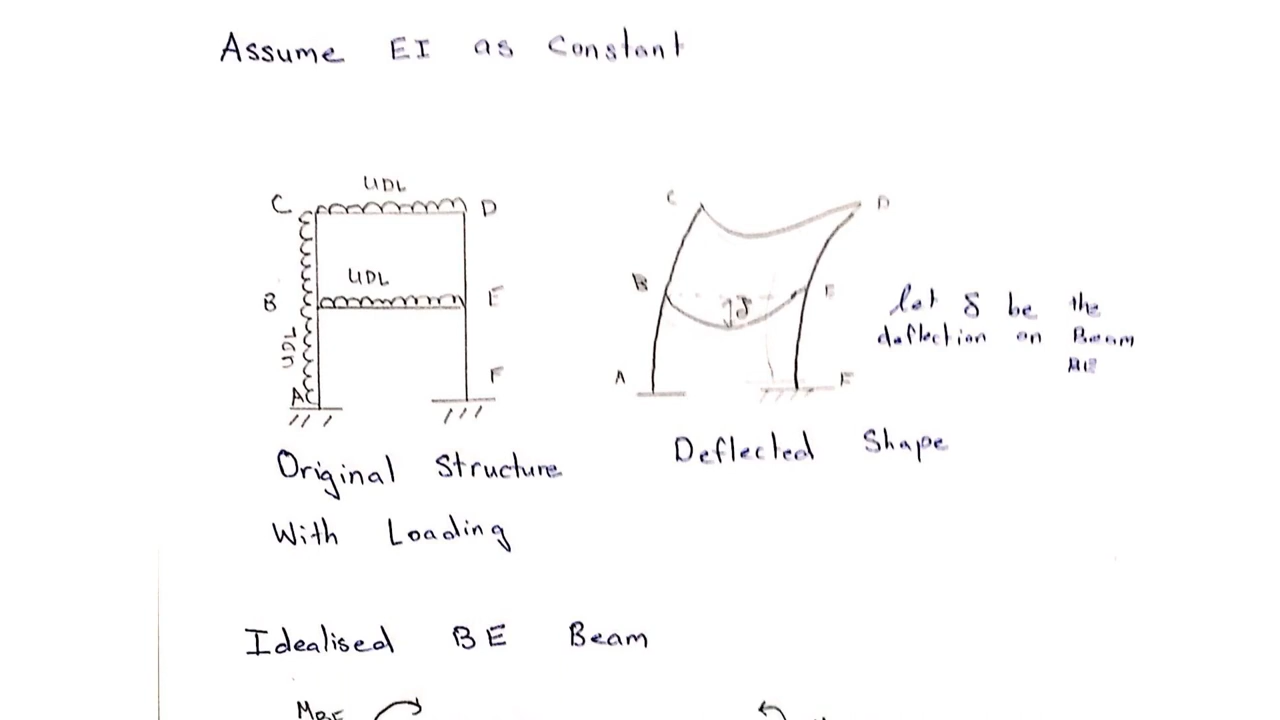 Assume EI as Constant
UDL
C
D
UDL
B
E
UDL
A
F
Original Structure
With Loading
C
D
B
E
δ
A
F
let δ be the
deflection on Beam
BE
Deflected Shape
Idealised BE Beam
MBE